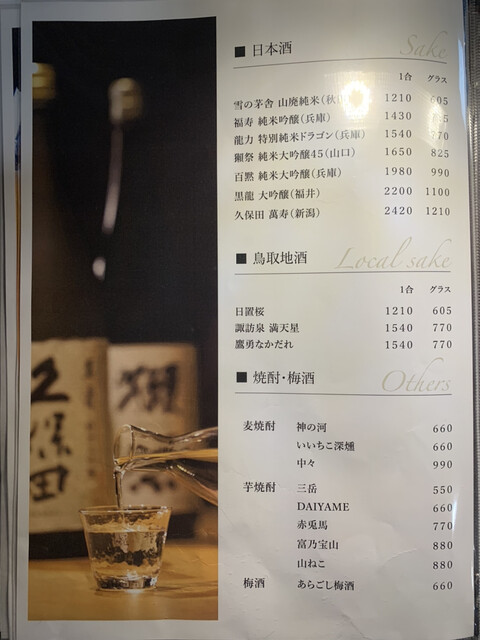 ■ 日本酒 Sake
1合 グラス
雪の茅舎 山廃純米(秋 1210 605
福寿 純米吟醸(兵庫) 1430
龍力 特別純米ドラゴン(兵庫) 1540 770
獺祭 純米大吟醸45(山口) 1650 825
百黙 純米大吟醸(兵庫) 1980 990
黒龍 大吟醸(福井) 2200 1100
久保田 萬寿(新潟) 2420 1210
■ 鳥取地酒 Local sake
1合 グラス
日置桜 1210 605
諏訪泉 満天星 1540 770
鷹勇なかだれ 1540 770
■ 焼酎・梅酒 Others
麦焼酎 神の河 660
いいちこ深燻 660
中々 990
芋焼酎 三岳 550
DAIYAME 660
赤兎馬 770
富乃宝山 880
山ねこ 880
梅酒 あらごし梅酒 660
久保田
獺